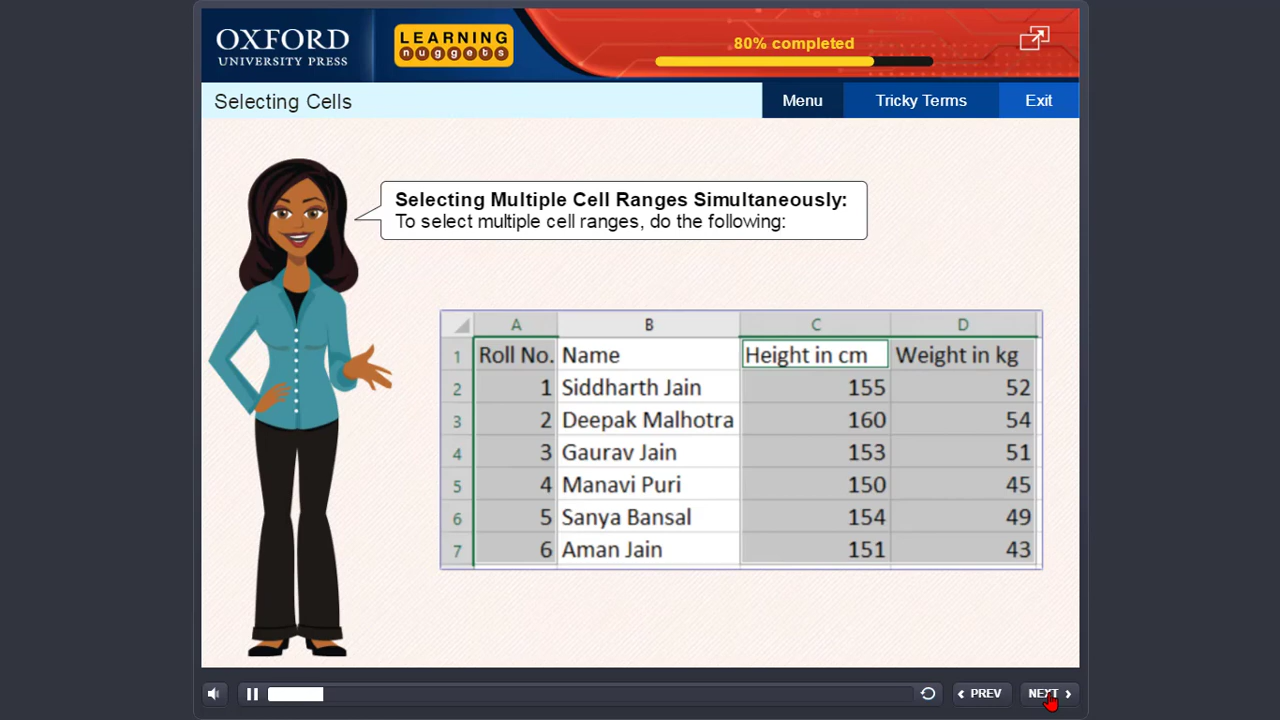 OXFORD
UNIVERSITY PRESS
LEARNING
nuggets
80% completed
Selecting Cells
Menu
Tricky Terms
Exit
Selecting Multiple Cell Ranges Simultaneously:
To select multiple cell ranges, do the following:
A B C D
1 Roll No. Name Height in cm Weight in kg
2 1 Siddharth Jain 155 52
3 2 Deepak Malhotra 160 54
4 3 Gaurav Jain 153 51
5 4 Manavi Puri 150 45
6 5 Sanya Bansal 154 49
7 6 Aman Jain 151 43
PREV
NEXT